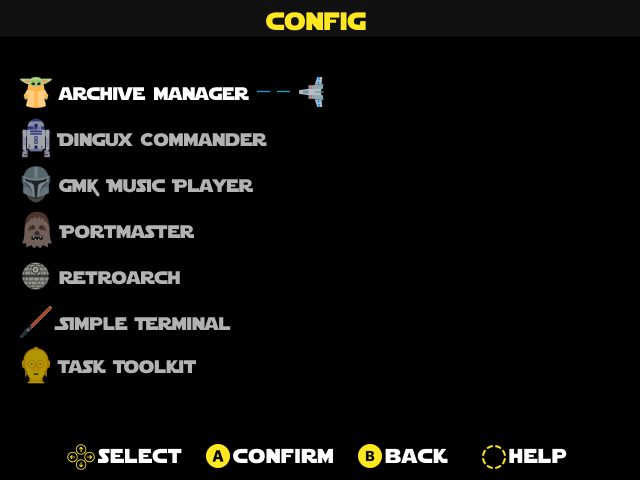 CONFIG
ARCHIVE MANAGER
DINGUX COMMANDER
GMK MUSIC PLAYER
PORTMASTER
RETROARCH
SIMPLE TERMINAL
TASK TOOLKIT
SELECT A CONFIRM B BACK HELP